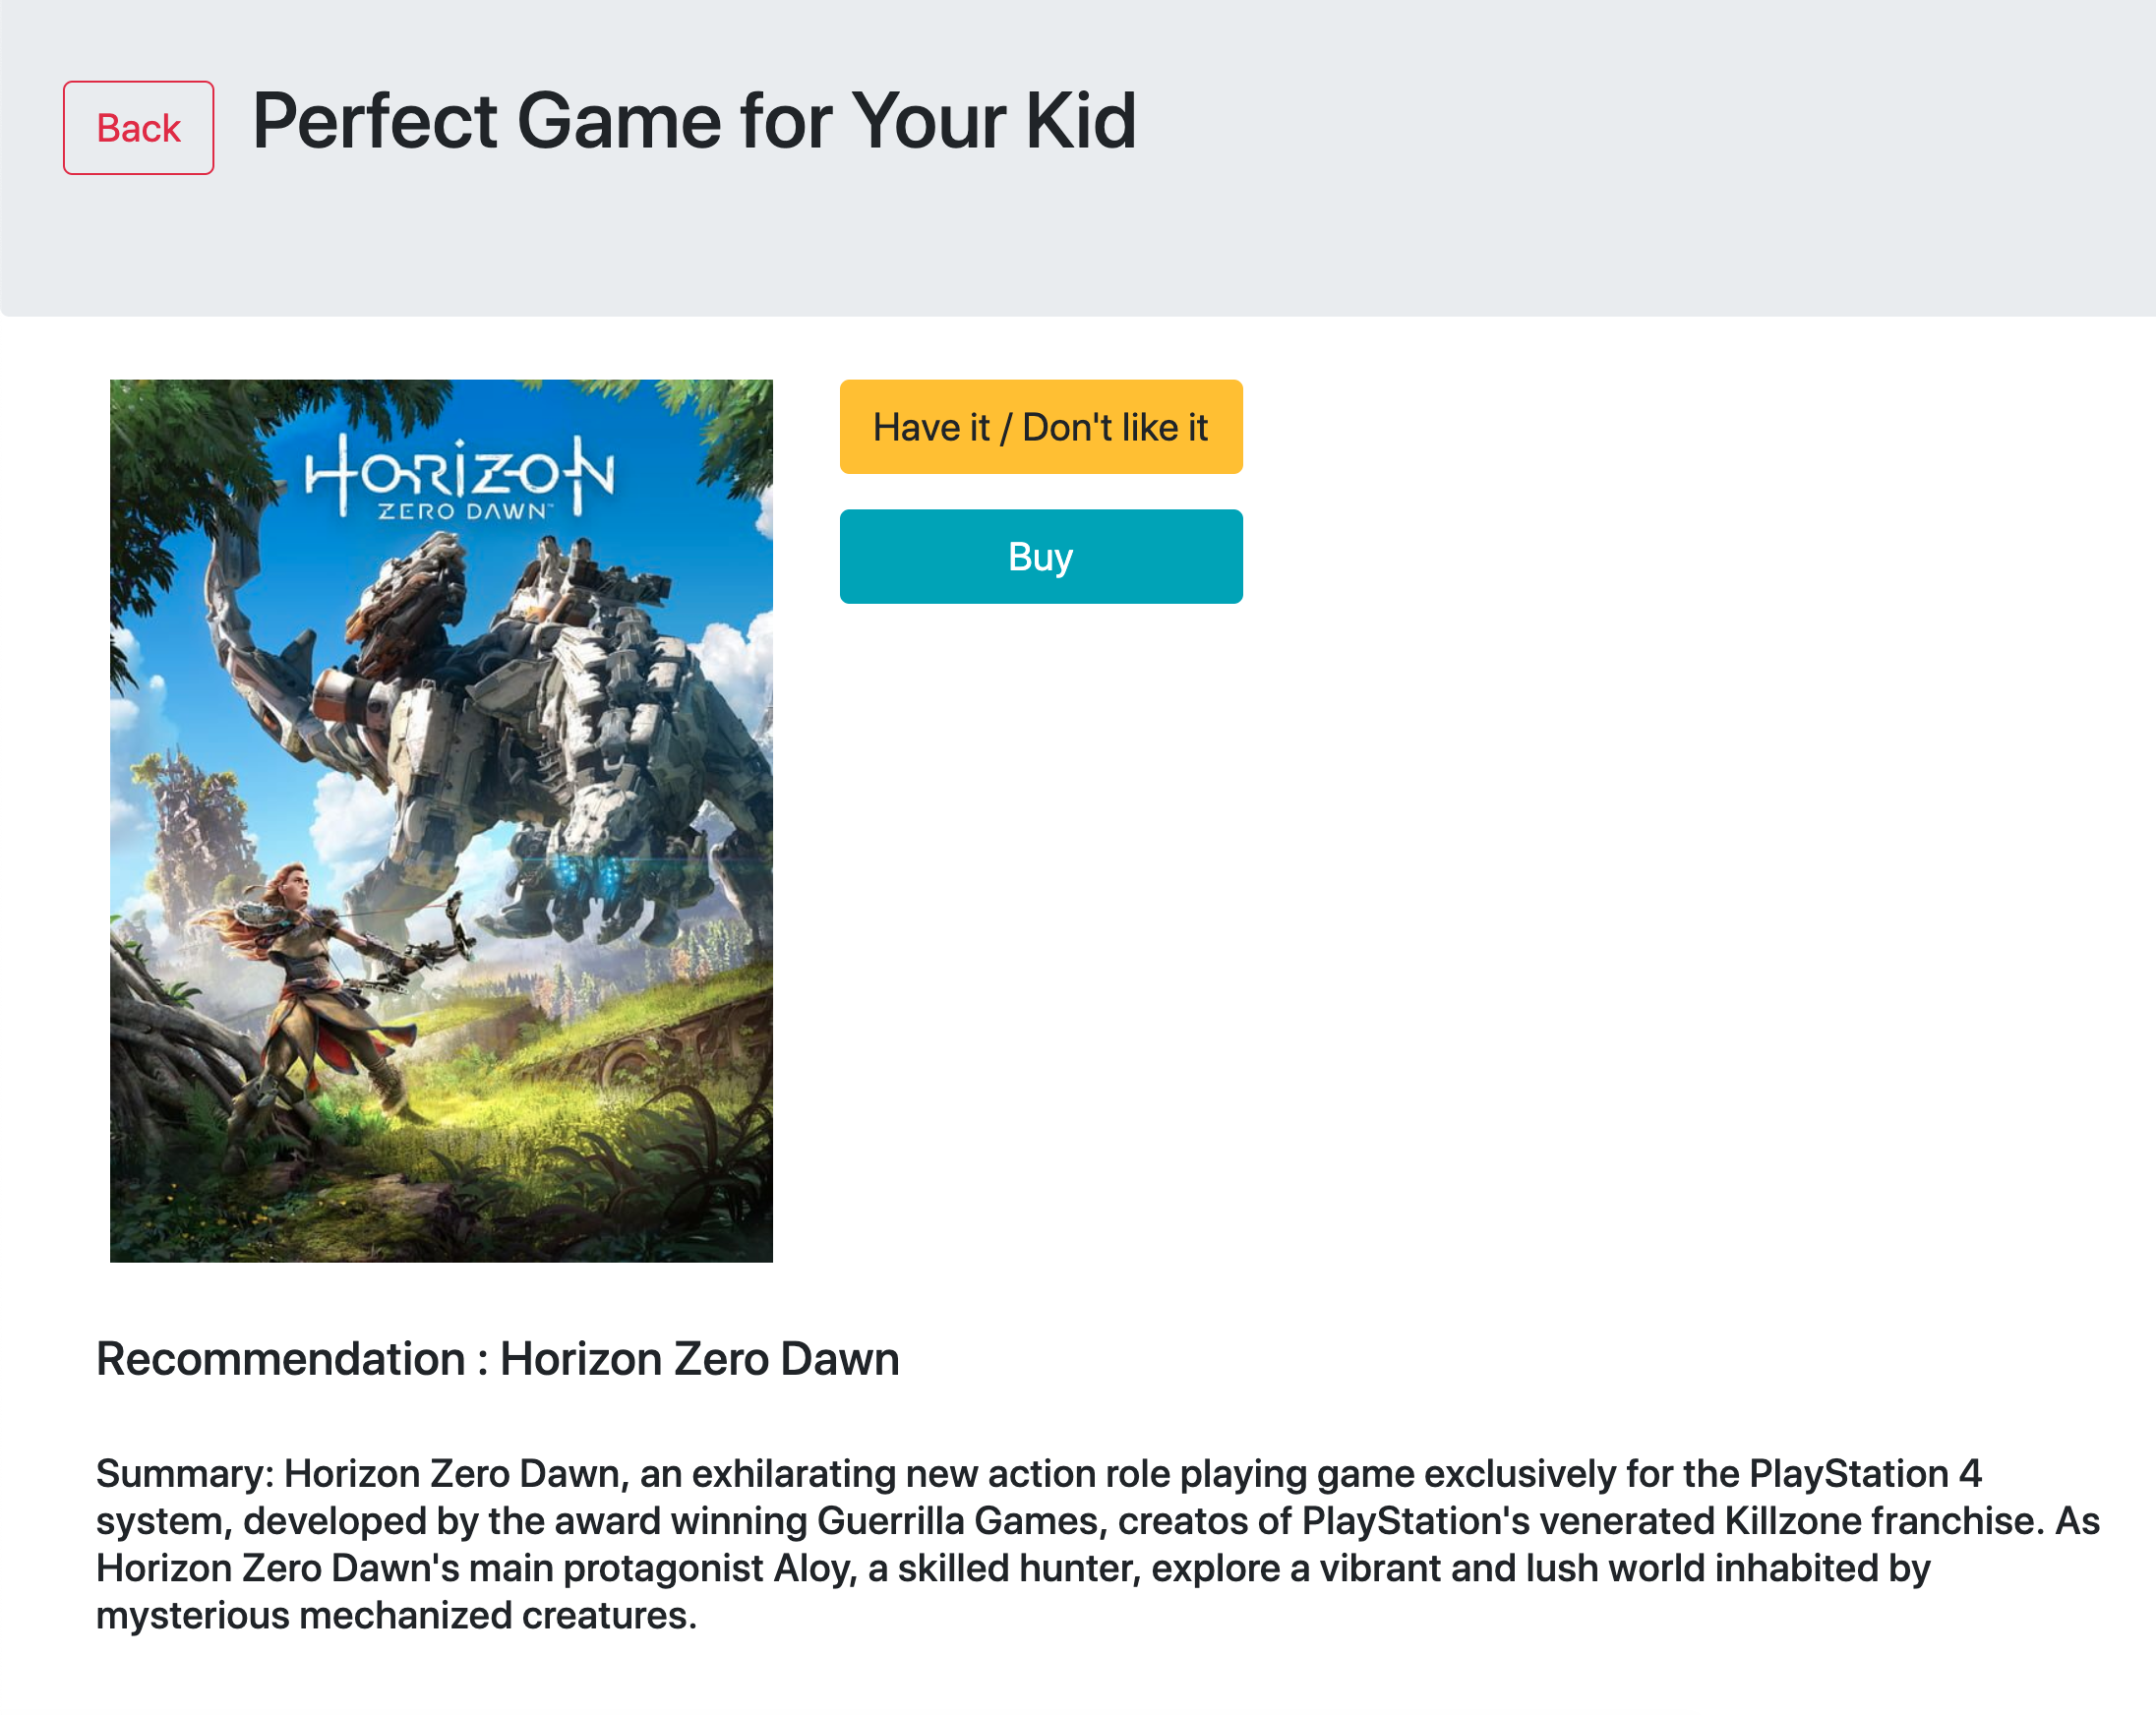 Back
Perfect Game for Your Kid
HORIZON
ZERO DAWN™
Have it / Don't like it
Buy
Recommendation : Horizon Zero Dawn
Summary: Horizon Zero Dawn, an exhilarating new action role playing game exclusively for the PlayStation 4
system, developed by the award winning Guerrilla Games, creatos of PlayStation's venerated Killzone franchise. As
Horizon Zero Dawn's main protagonist Aloy, a skilled hunter, explore a vibrant and lush world inhabited by
mysterious mechanized creatures.